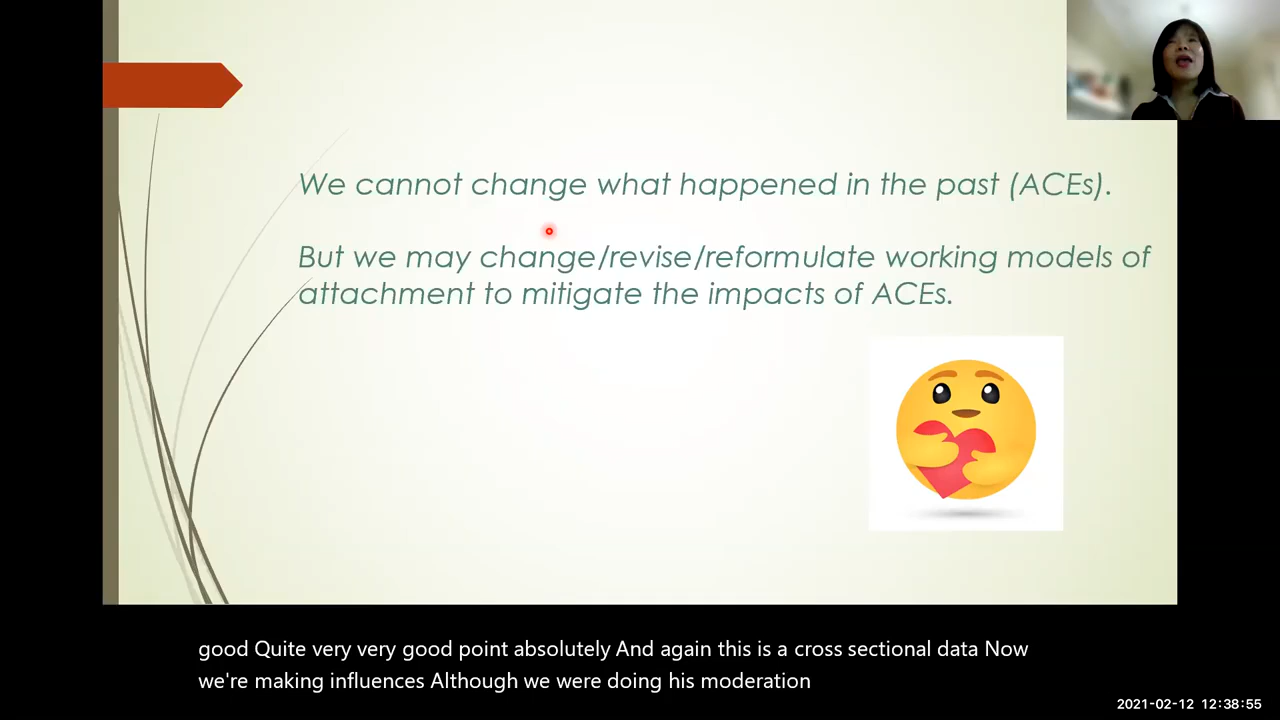 We cannot change what happened in the past (ACEs).
But we may change/revise/reformulate working models of
attachment to mitigate the impacts of ACEs.
good Quite very very good point absolutely And again this is a cross sectional data Now
we're making influences Although we were doing his moderation
2021-02-12 12:38:55